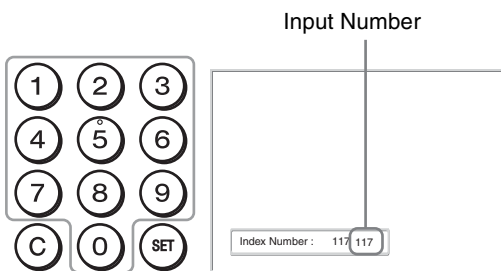 Input Number
1 2 3
4 5 6
7 8 9
C 0 SET
Index Number : 117 117